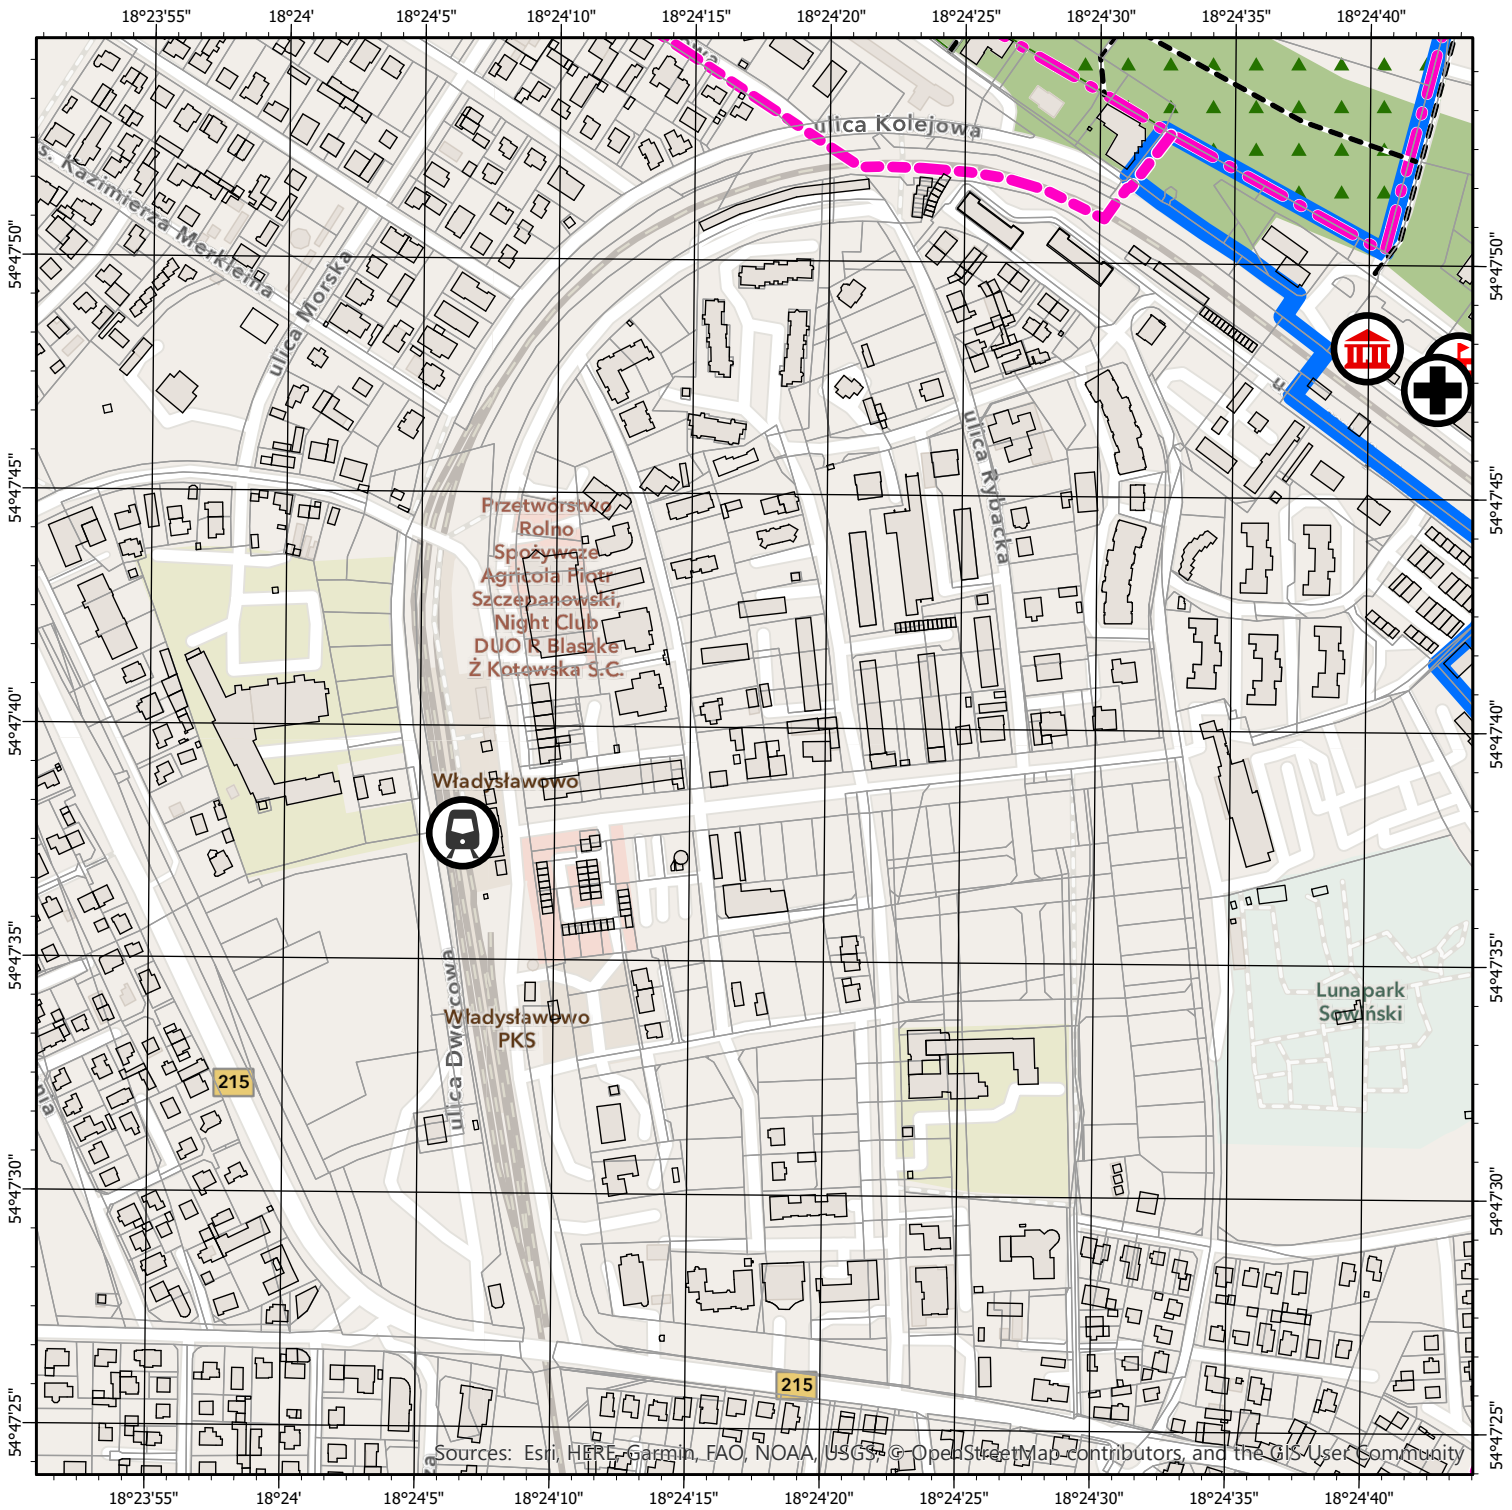 18°23'55" 18°24' 18°24'5" 18°24'10" 18°24'15" 18°24'20" 18°24'25" 18°24'30" 18°24'35" 18°24'40"
ulica Kolejowa
s. Kazimierza Merkleina
ulica Morska
54°47'50" 54°47'50"
ulica Rybacka
54°47'45" 54°47'45"
Przetwórstwo
Rolno
Spożywcze
Agricola Piotr
Szczepanowski,
Night Club
DUO R Blaszke
Ż Kotowska S.C.
54°47'40" 54°47'40"
Władysławowo
54°47'35" 54°47'35"
Lunapark
Sowiński
Władysławowo
PKS
ulica Dworcowa
215
nia
54°47'30" 54°47'30"
215
54°47'25" 54°47'25"
Sources: Esri, HERE, Garmin, FAO, NOAA, USGS, © OpenStreetMap contributors, and the GIS User Community
18°23'55" 18°24' 18°24'5" 18°24'10" 18°24'15" 18°24'20" 18°24'25" 18°24'30" 18°24'35" 18°24'40"